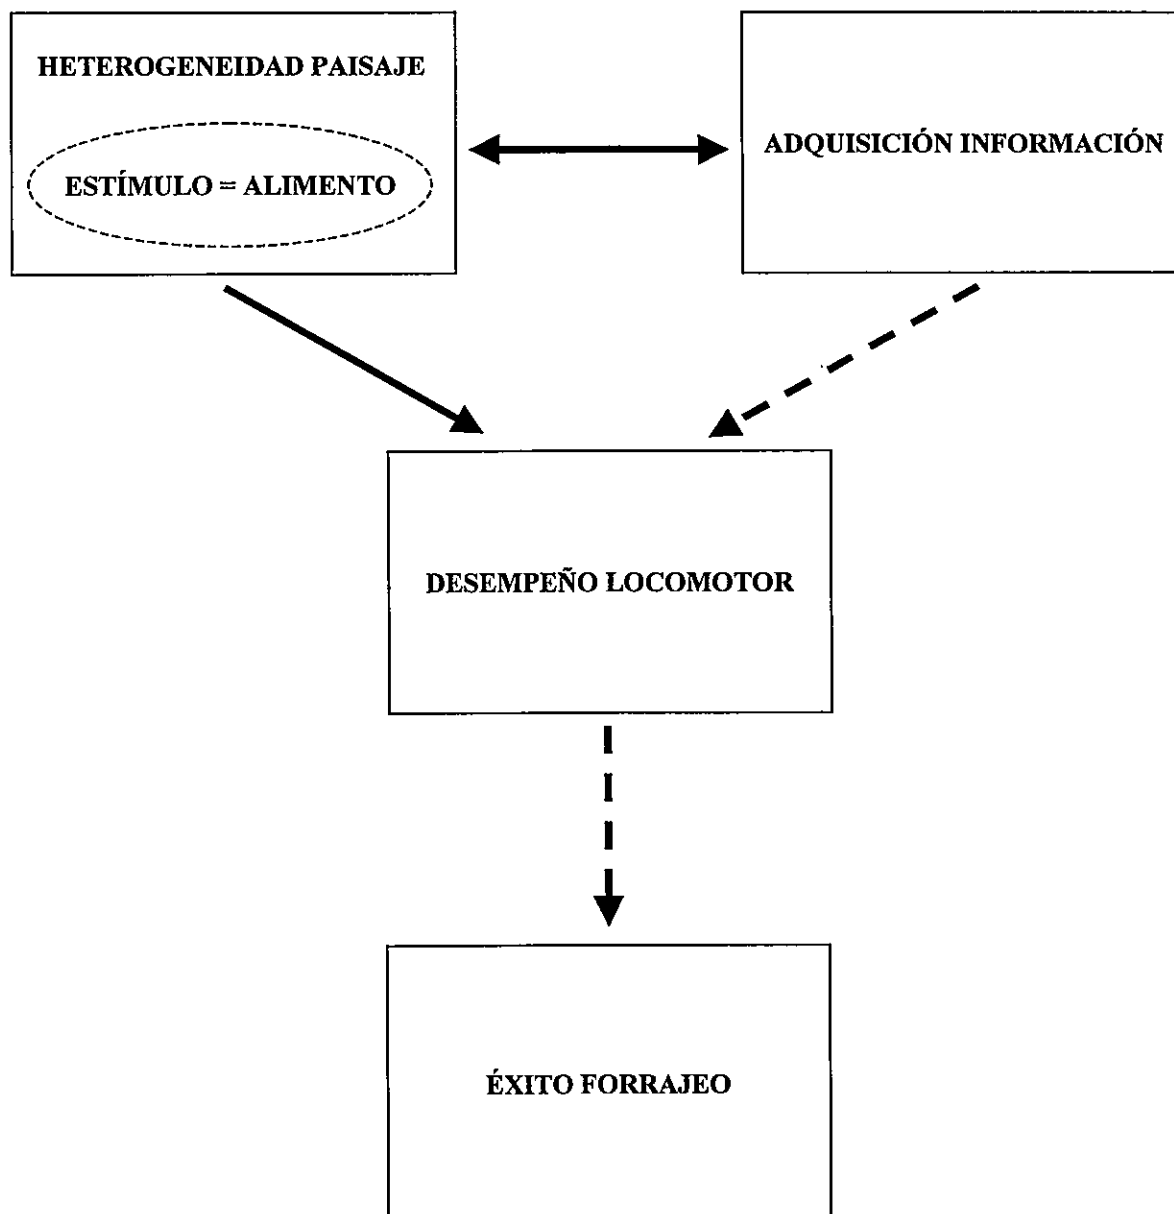 HETEROGENEIDAD PAISAJE
ESTÍMULO = ALIMENTO
ADQUISICIÓN INFORMACIÓN
DESEMPEÑO LOCOMOTOR
ÉXITO FORRAJEO